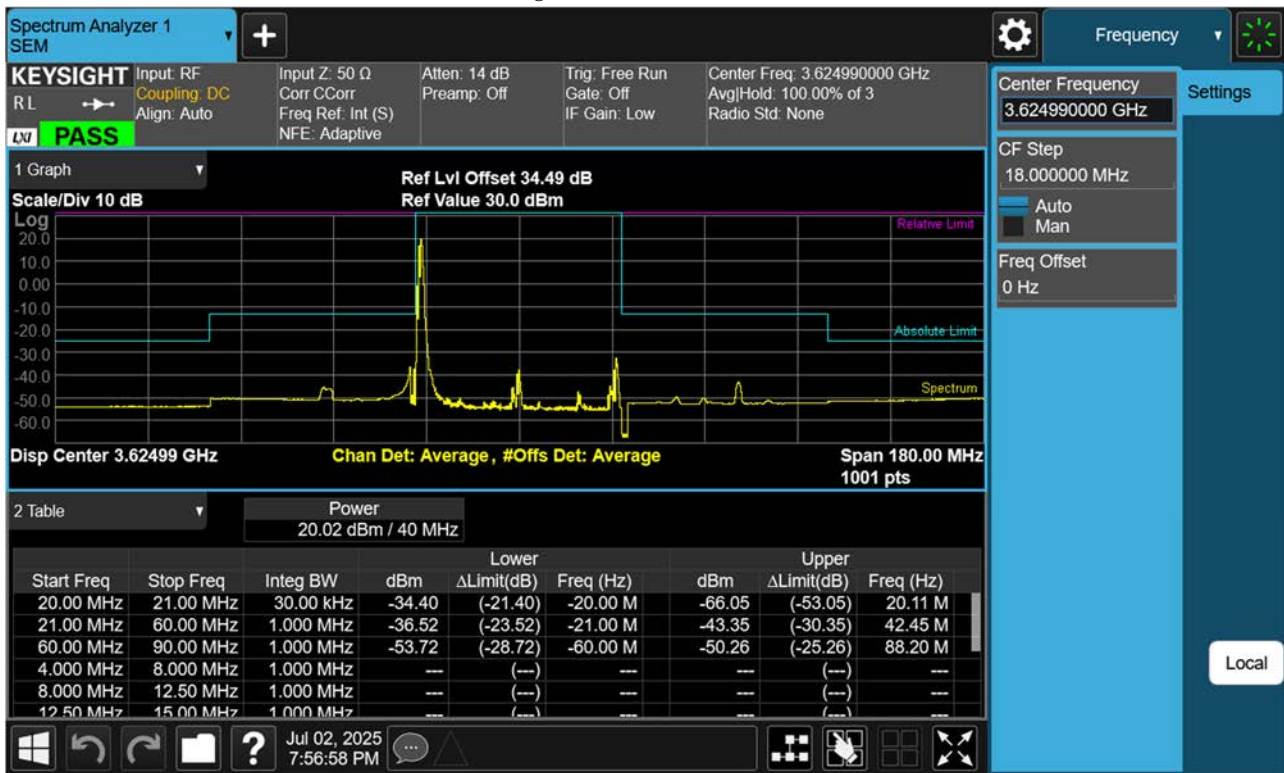 Spectrum Analyzer 1
SEM
Frequency
KEYSIGHT
R L
LXI
PASS
Input: RF
Coupling: DC
Align: Auto
Input Z: 50 Ω
Corr CCorr
Freq Ref: Int (S)
NFE: Adaptive
Atten: 14 dB
Preamp: Off
Trig: Free Run
Gate: Off
IF Gain: Low
Center Freq: 3.624990000 GHz
Avg|Hold: 100.00% of 3
Radio Std: None
Center Frequency
3.624990000 GHz
Settings
CF Step
18.000000 MHz
Auto
Man
Freq Offset
0 Hz
Local
1 Graph
Scale/Div 10 dB
Ref Lvl Offset 34.49 dB
Ref Value 30.0 dBm
Log
Relative Limit
20.0
10.0
0.00
-10.0
-20.0
Absolute Limit
-30.0
-40.0
Spectrum
-50.0
-60.0
Disp Center 3.62499 GHz
Chan Det: Average, #Offs Det: Average
Span 180.00 MHz
1001 pts
2 Table
Power
20.02 dBm / 40 MHz
Lower Upper
Start Freq Stop Freq Integ BW dBm ΔLimit(dB) Freq (Hz) dBm ΔLimit(dB) Freq (Hz)
20.00 MHz 21.00 MHz 30.00 kHz -34.40 (-21.40) -20.00 M -66.05 (-53.05) 20.11 M
21.00 MHz 60.00 MHz 1.000 MHz -36.52 (-23.52) -21.00 M -43.35 (-30.35) 42.45 M
60.00 MHz 90.00 MHz 1.000 MHz -53.72 (-28.72) -60.00 M -50.26 (-25.26) 88.20 M
4.000 MHz 8.000 MHz 1.000 MHz --- (---) --- --- (---) ---
8.000 MHz 12.50 MHz 1.000 MHz --- (---) --- --- (---) ---
12.50 MHz 15.00 MHz 1.000 MHz --- (---) --- --- (---) ---
Jul 02, 2025
7:56:58 PM